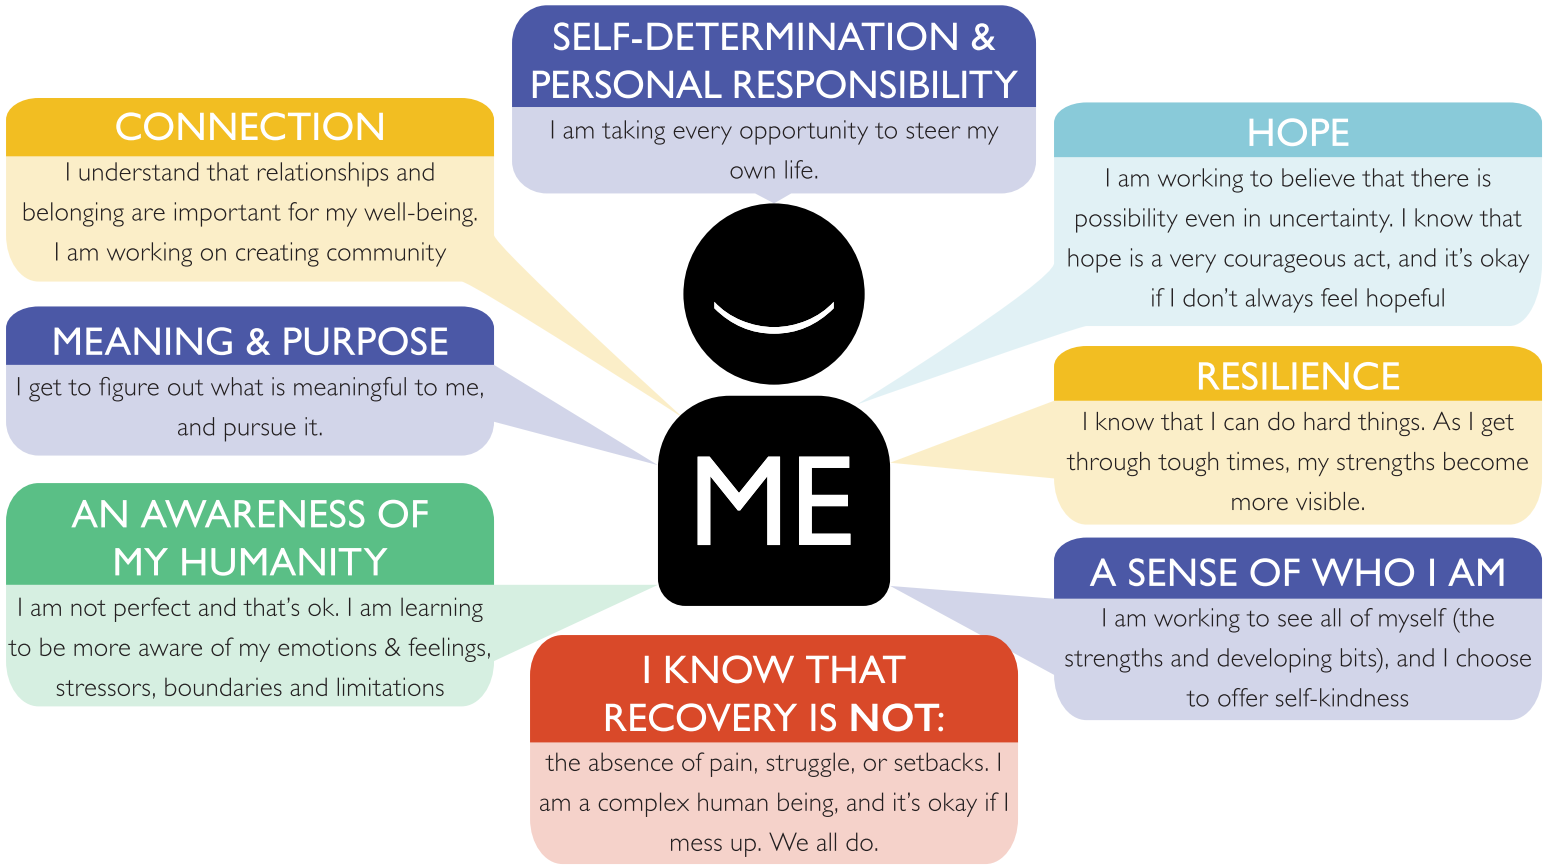 SELF-DETERMINATION &
PERSONAL RESPONSIBILITY
I am taking every opportunity to steer my
own life.
CONNECTION
I understand that relationships and
belonging are important for my well-being.
I am working on creating community
HOPE
I am working to believe that there is
possibility even in uncertainty. I know that
hope is a very courageous act, and it’s okay
if I don’t always feel hopeful
MEANING & PURPOSE
I get to figure out what is meaningful to me,
and pursue it.
RESILIENCE
I know that I can do hard things. As I get
through tough times, my strengths become
more visible.
ME
AN AWARENESS OF
MY HUMANITY
I am not perfect and that’s ok. I am learning
to be more aware of my emotions & feelings,
stressors, boundaries and limitations
A SENSE OF WHO I AM
I am working to see all of myself (the
strengths and developing bits), and I choose
to offer self-kindness
I KNOW THAT
RECOVERY IS NOT:
the absence of pain, struggle, or setbacks. I
am a complex human being, and it’s okay if I
mess up. We all do.